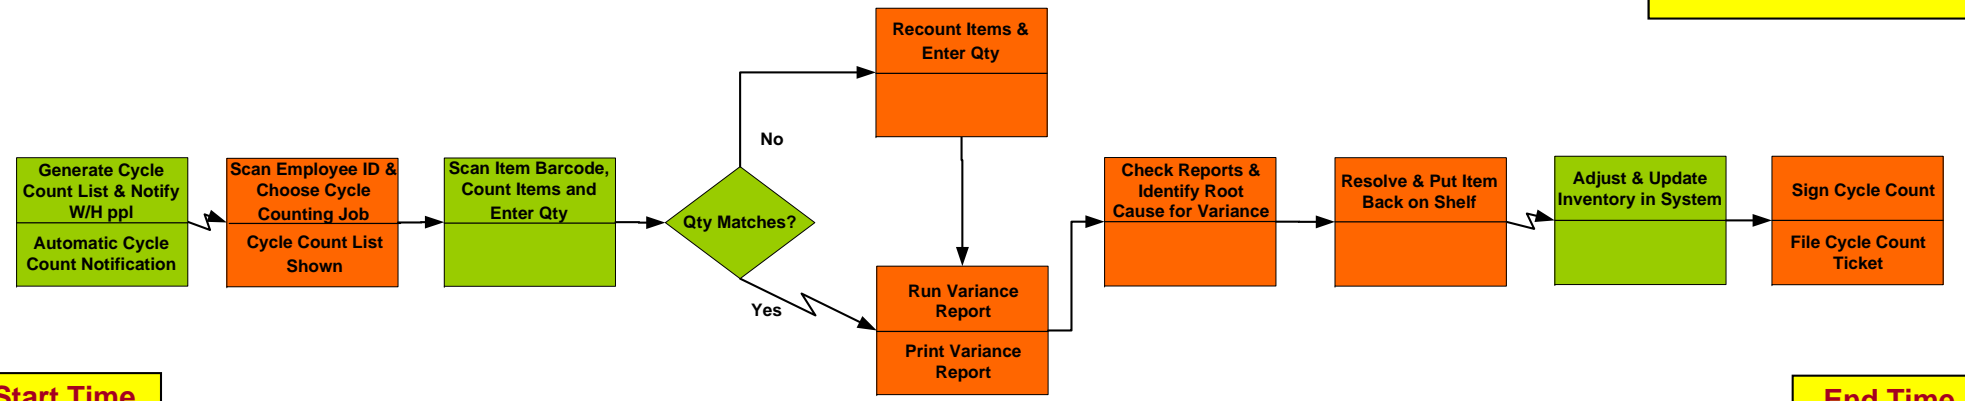 Recount Items &
Enter Qty
No
Generate Cycle
Count List & Notify
W/H ppl
Automatic Cycle
Count Notification
Scan Employee ID &
Choose Cycle
Counting Job
Cycle Count List
Shown
Scan Item Barcode,
Count Items and
Enter Qty
Qty Matches?
Yes
Run Variance
Report
Print Variance
Report
Check Reports &
Identify Root
Cause for Variance
Resolve & Put Item
Back on Shelf
Adjust & Update
Inventory in System
Sign Cycle Count
File Cycle Count
Ticket
Start Time
End Time